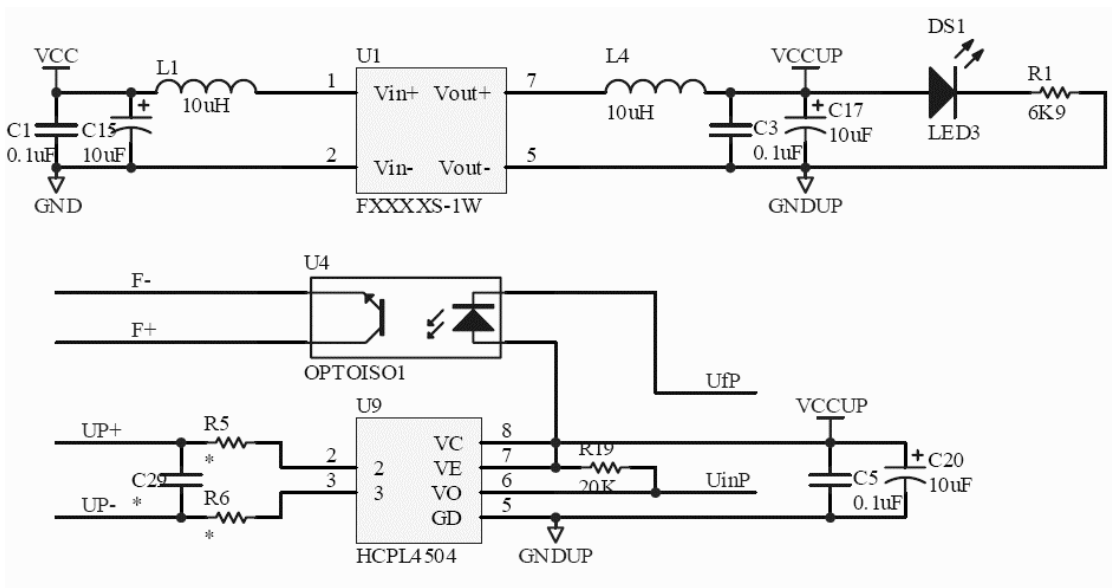 DS1
VCC
L1
U1
L4
VCCUP
R1
1
Vin+
Vout+
7
10uH
10uH
6K9
C1
0.1uF
C15
10uF
C3
0.1uF
C17
10uF
LED3
2
Vin-
Vout-
5
GND
FXXXXS-1W
GNDUP
U4
F-
F+
OPTOISO1
UfP
U9
VCCUP
UP+
R5
*
8
VC
R19
20K
7
VE
2
2
3
3
6
VO
UinP
5
GD
C29
*
R6
*
UP-
C5
0.1uF
C20
10uF
HCPL4504
GNDUP